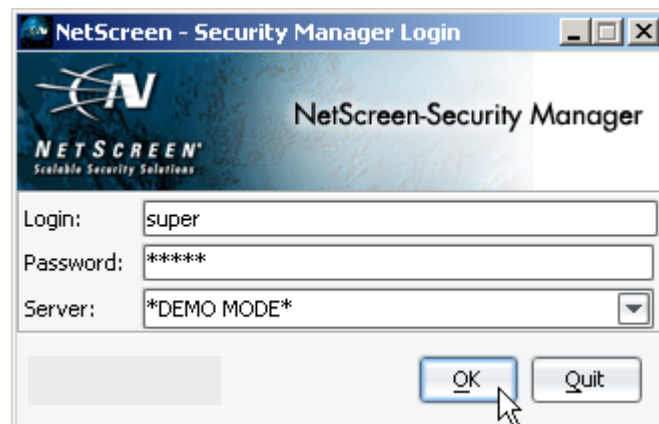 NetScreen - Security Manager Login
N
NETSCREEN®
Scalable Security Solutions
NetScreen-Security Manager
Login: super
Password: *****
Server: *DEMO MODE*
OK Quit